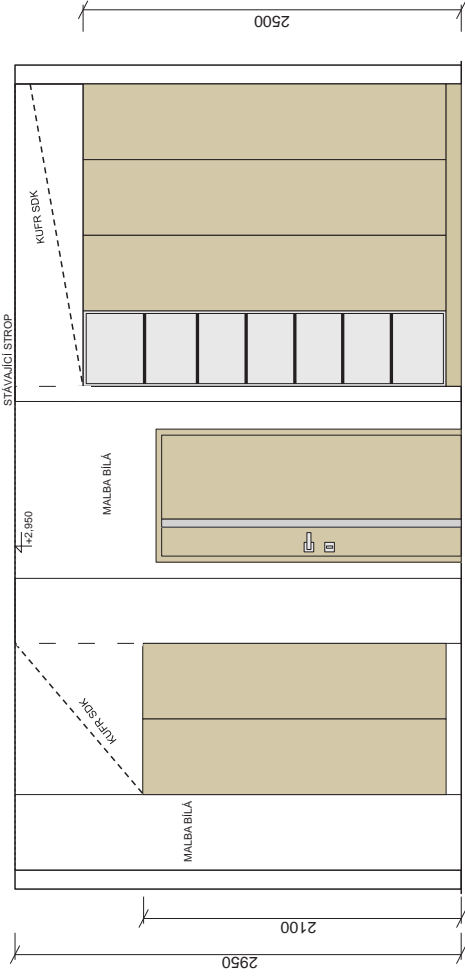 STÁVAJÍCÍ STROP
+2,950
KUFR SDK
KUFR SDK
MALBA BÍLÁ
MALBA BÍLÁ
2950
2100
2500